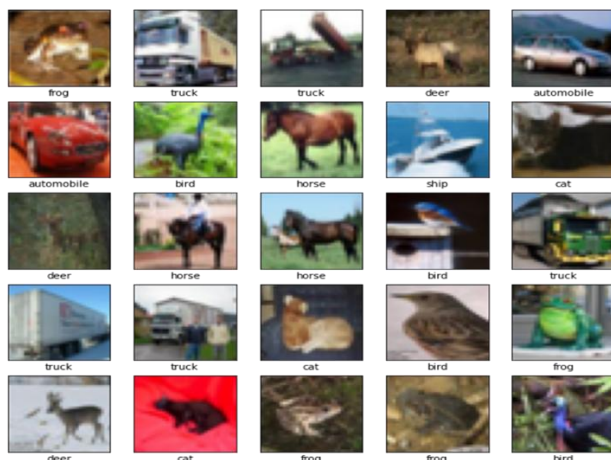 frog truck truck deer automobile
automobile bird horse ship cat
deer horse horse bird truck
truck truck cat bird frog
deer cat frog frog bird